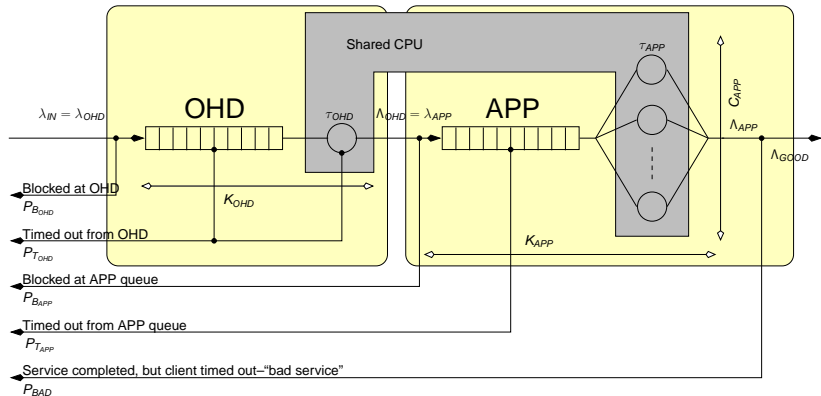 Shared CPU
τAPP
λIN = λOHD
OHD
τOHD
ΛOHD = λAPP
APP
CAPP
ΛAPP
ΛGOOD
Blocked at OHD
PBOHD
KOHD
Timed out from OHD
PTOHD
KAPP
Blocked at APP queue
PBAPP
Timed out from APP queue
PTAPP
Service completed, but client timed out–“bad service”
PBAD